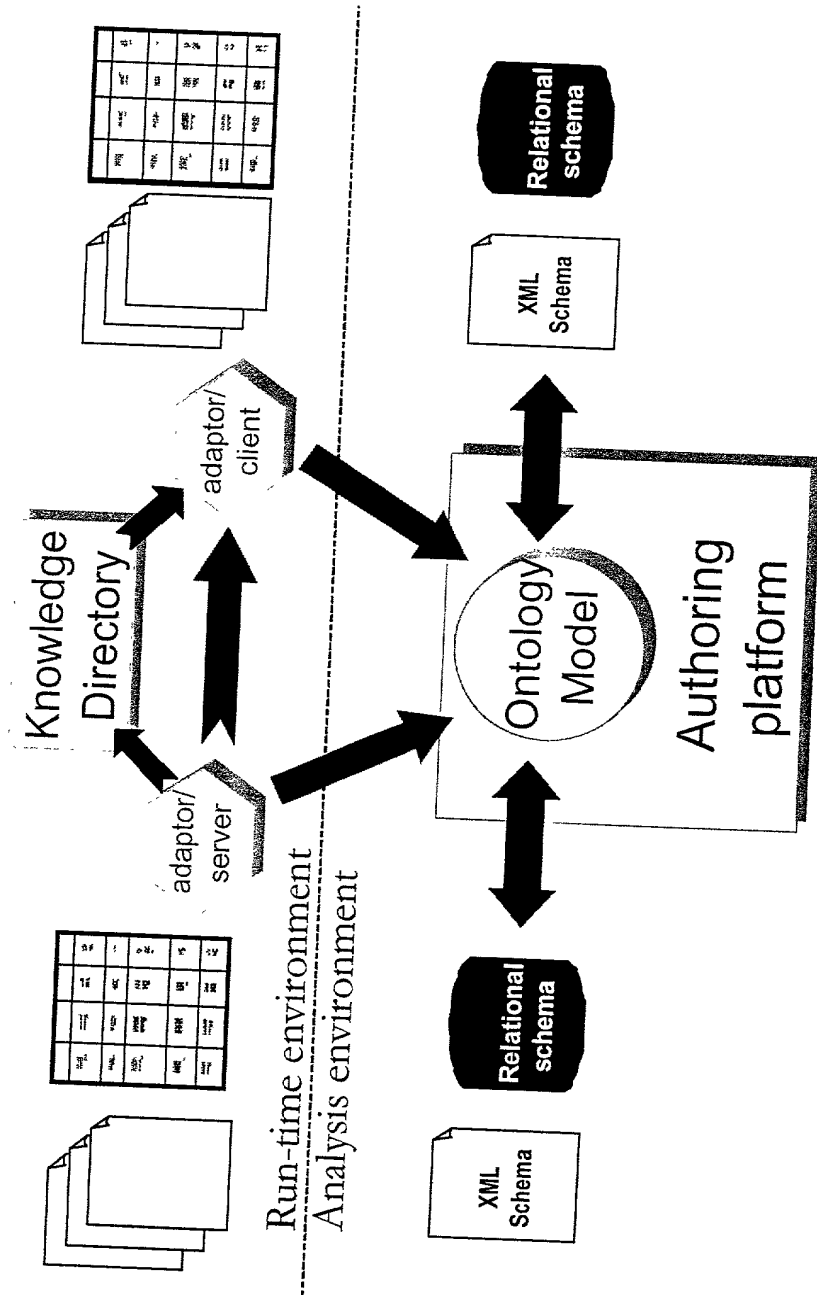 Knowledge
Directory
adaptor/
server
adaptor/
client
Run-time environment
Analysis environment
XML
Schema
Relational
schema
Ontology
Model
Authoring
platform
XML
Schema
Relational
schema